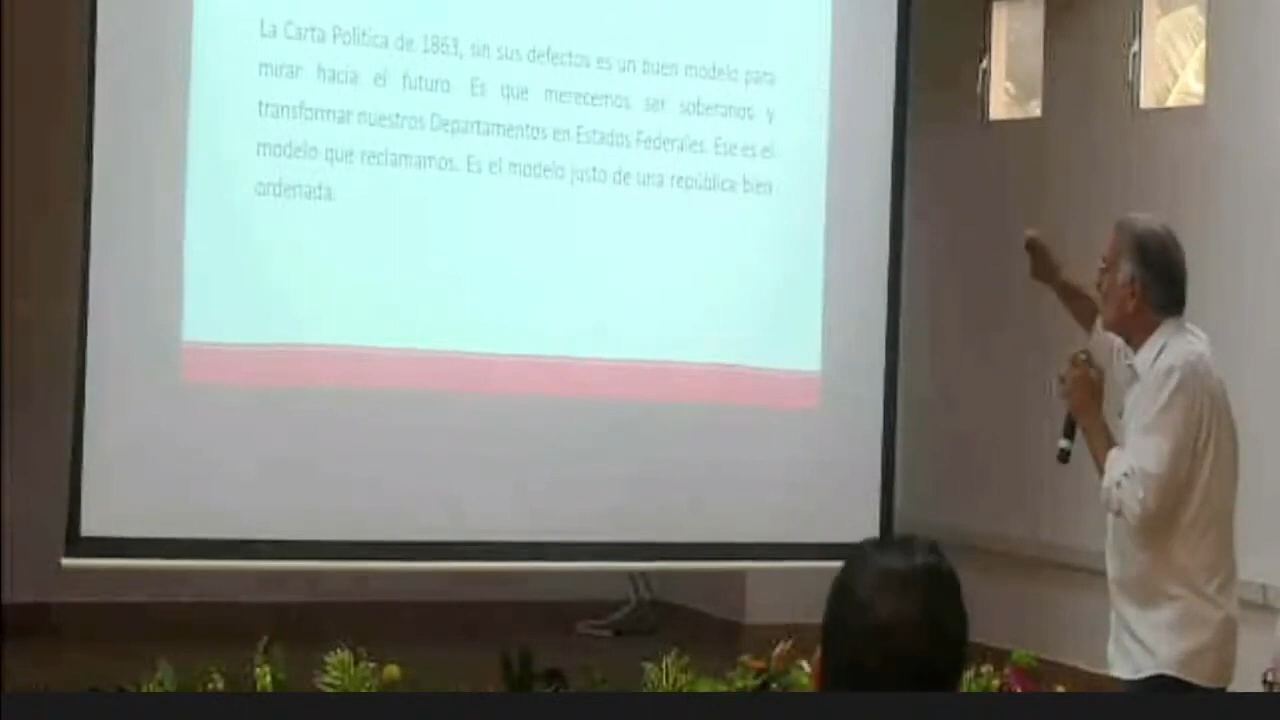 La Carta Política de 1863, sin sus defectos es un buen modelo para
mirar hacia el futuro. Es que merecemos ser soberanos y
transformar nuestros Departamentos en Estados Federales. Ese es el
modelo que reclamamos. Es el modelo justo de una república bien
ordenada.